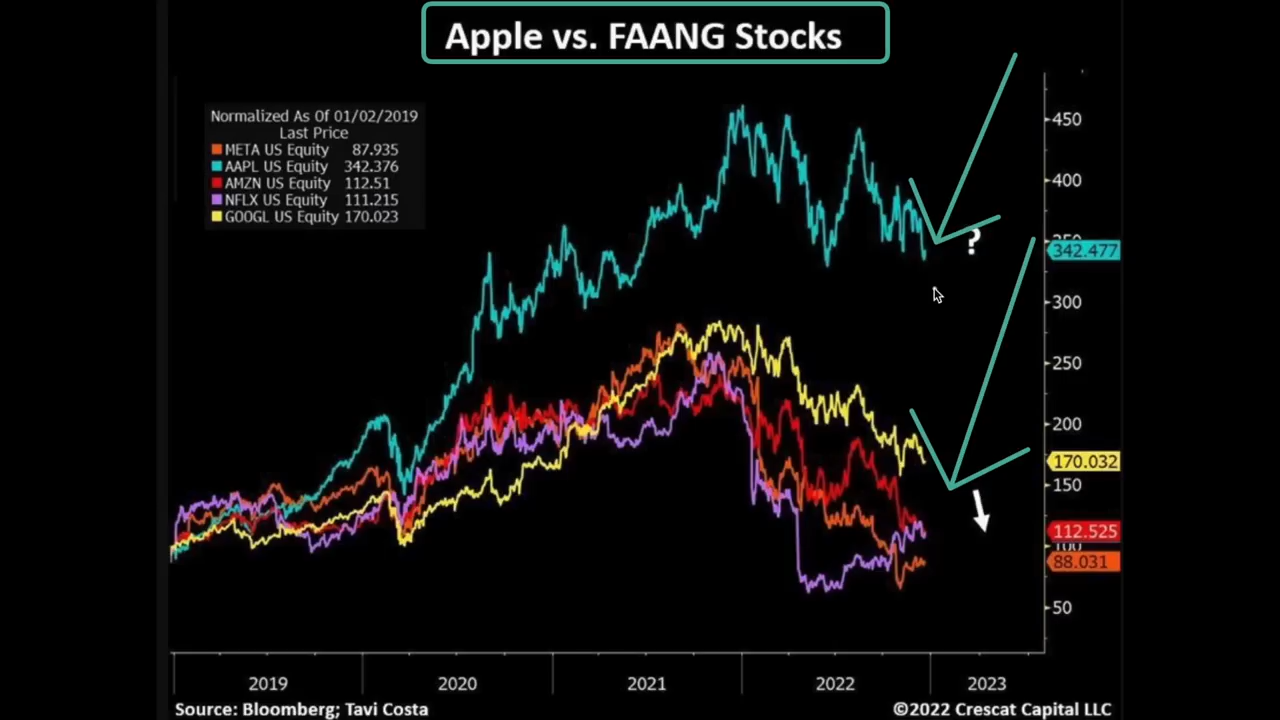 Apple vs. FAANG Stocks
Normalized As Of 01/02/2019
Last Price
META US Equity 87.935
AAPL US Equity 342.376
AMZN US Equity 112.51
NFLX US Equity 111.215
GOOGL US Equity 170.023
450
400
?
342.477
300
250
200
170.032
150
112.525
100
88.031
50
2019 2020 2021 2022 2023
Source: Bloomberg; Tavi Costa
©2022 Crescat Capital LLC